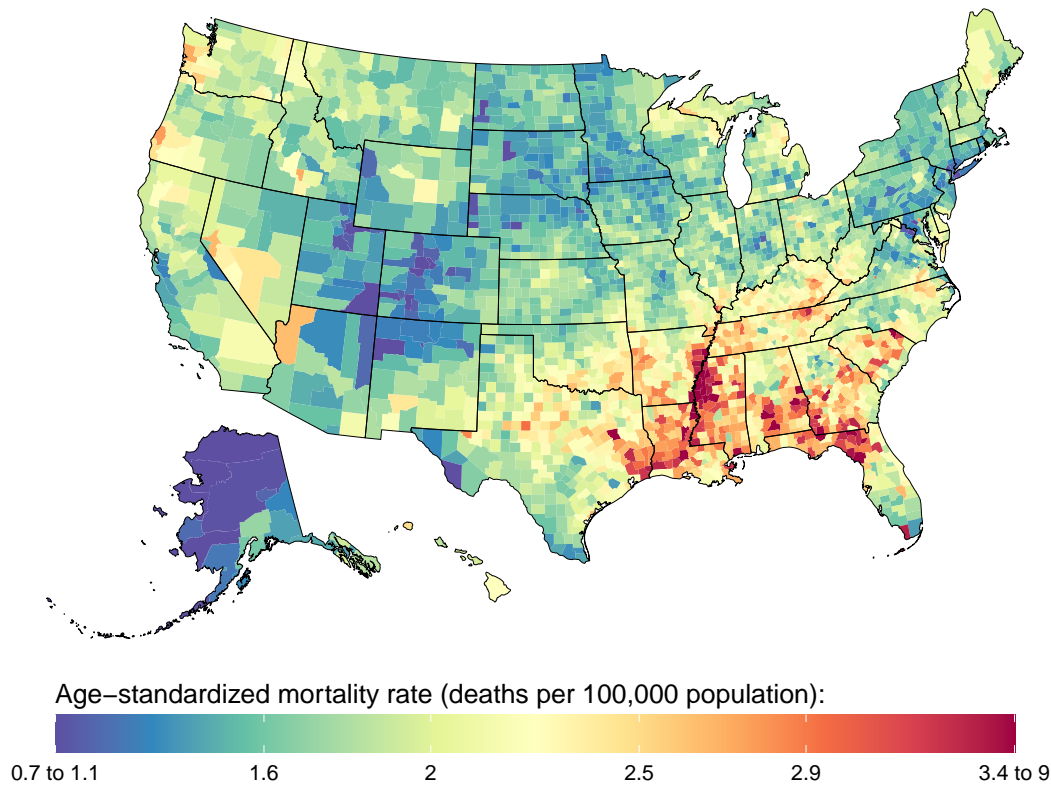 Age−standardized mortality rate (deaths per 100,000 population):
0.7 to 1.1 1.6 2 2.5 2.9 3.4 to 9